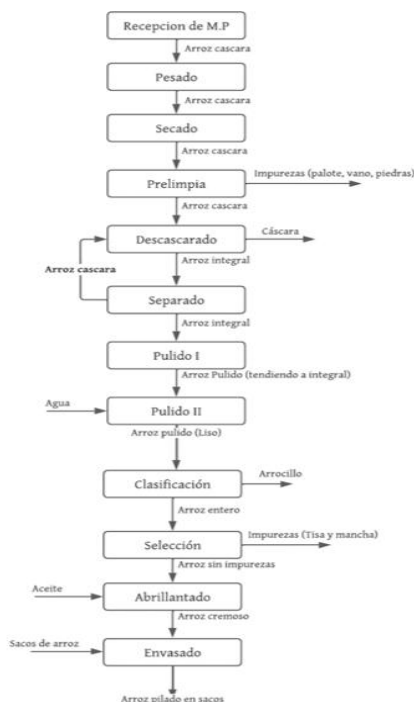 Recepcion de M.P
Arroz cascara
Pesado
Arroz cascara
Secado
Arroz cascara
Prelimpia
Impurezas (palote, vano, piedras)
Arroz cascara
Descascarado
Cáscara
Arroz cascara
Arroz integral
Separado
Arroz integral
Pulido I
Arroz Pulido (tendiendo a integral)
Agua
Pulido II
Arroz pulido (Liso)
Clasificación
Arrocillo
Arroz entero
Selección
Impurezas (Tisa y mancha)
Arroz sin impurezas
Aceite
Abrillantado
Arroz cremoso
Sacos de arroz
Envasado
Arroz pilado en sacos